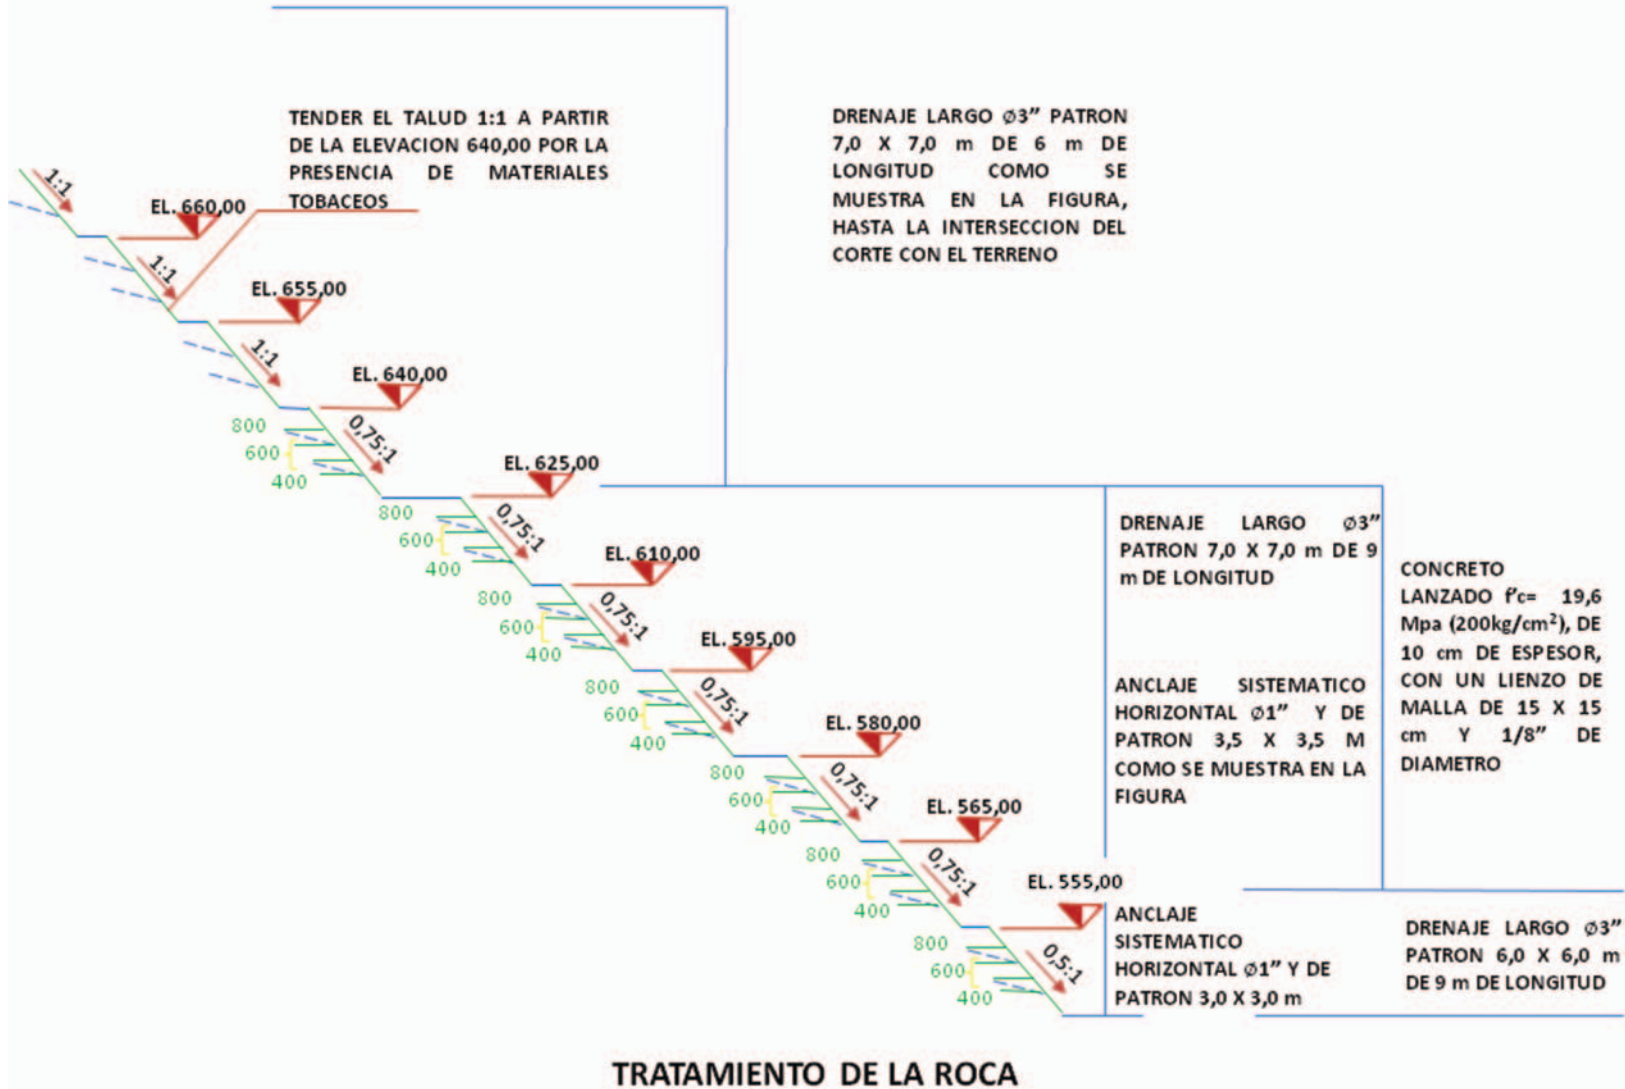 TENDER EL TALUD 1:1 A PARTIR
DE LA ELEVACION 640,00 POR LA
PRESENCIA DE MATERIALES
TOBACEOS
DRENAJE LARGO Ø3" PATRON
7,0 X 7,0 m DE 6 m DE
LONGITUD COMO SE
MUESTRA EN LA FIGURA,
HASTA LA INTERSECCION DEL
CORTE CON EL TERRENO
1:1
EL. 660,00
1:1
EL. 655,00
1:1
EL. 640,00
0,75:1
800
600
400
EL. 625,00
0,75:1
800
600
400
EL. 610,00
0,75:1
800
600
400
EL. 595,00
0,75:1
800
600
400
EL. 580,00
0,75:1
800
600
400
EL. 565,00
0,75:1
800
600
400
EL. 555,00
0,5:1
800
600
400
DRENAJE LARGO Ø3"
PATRON 7,0 X 7,0 m DE 9
m DE LONGITUD
ANCLAJE SISTEMATICO
HORIZONTAL Ø1" Y DE
PATRON 3,5 X 3,5 M
COMO SE MUESTRA EN LA
FIGURA
CONCRETO
LANZADO f'c= 19,6
Mpa (200kg/cm²), DE
10 cm DE ESPESOR,
CON UN LIENZO DE
MALLA DE 15 X 15
cm Y 1/8" DE
DIAMETRO
ANCLAJE
SISTEMATICO
HORIZONTAL Ø1" Y DE
PATRON 3,0 X 3,0 m
DRENAJE LARGO Ø3"
PATRON 6,0 X 6,0 m
DE 9 m DE LONGITUD
TRATAMIENTO DE LA ROCA